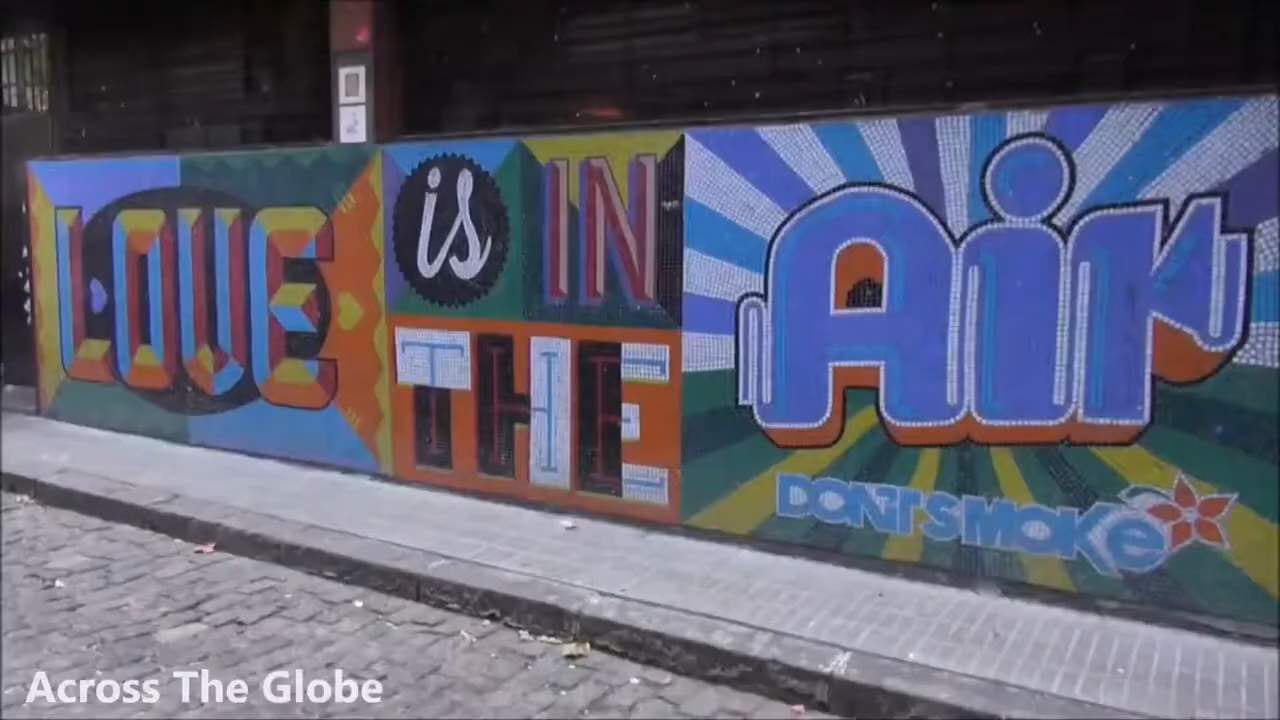 LOVE is IN
THE
Air
DON'T SMOKe
Across The Globe